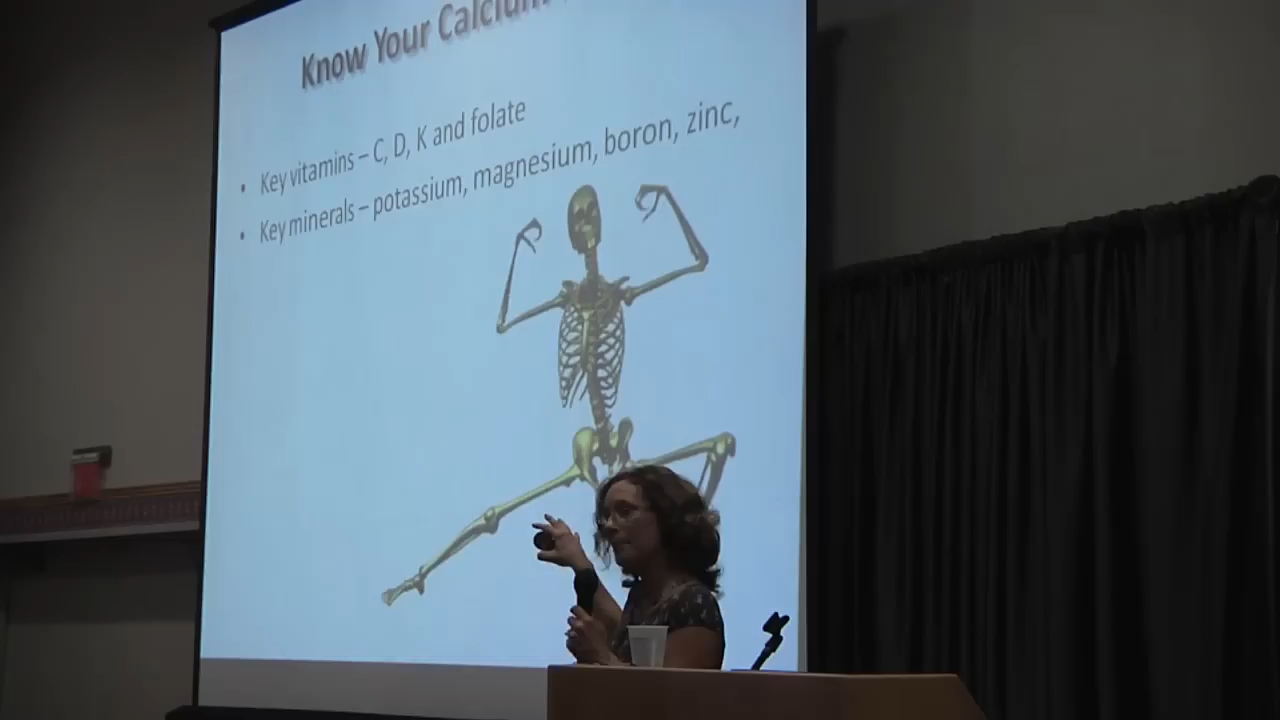 Know Your Calcium
• Key vitamins – C, D, K and folate
• Key minerals – potassium, magnesium, boron, zinc,